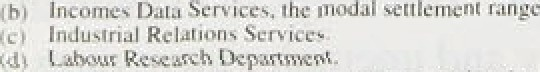 (b) Incomes Data Services, the modal settlement range
(c) Industrial Relations Services.
(d) Labour Research Department.